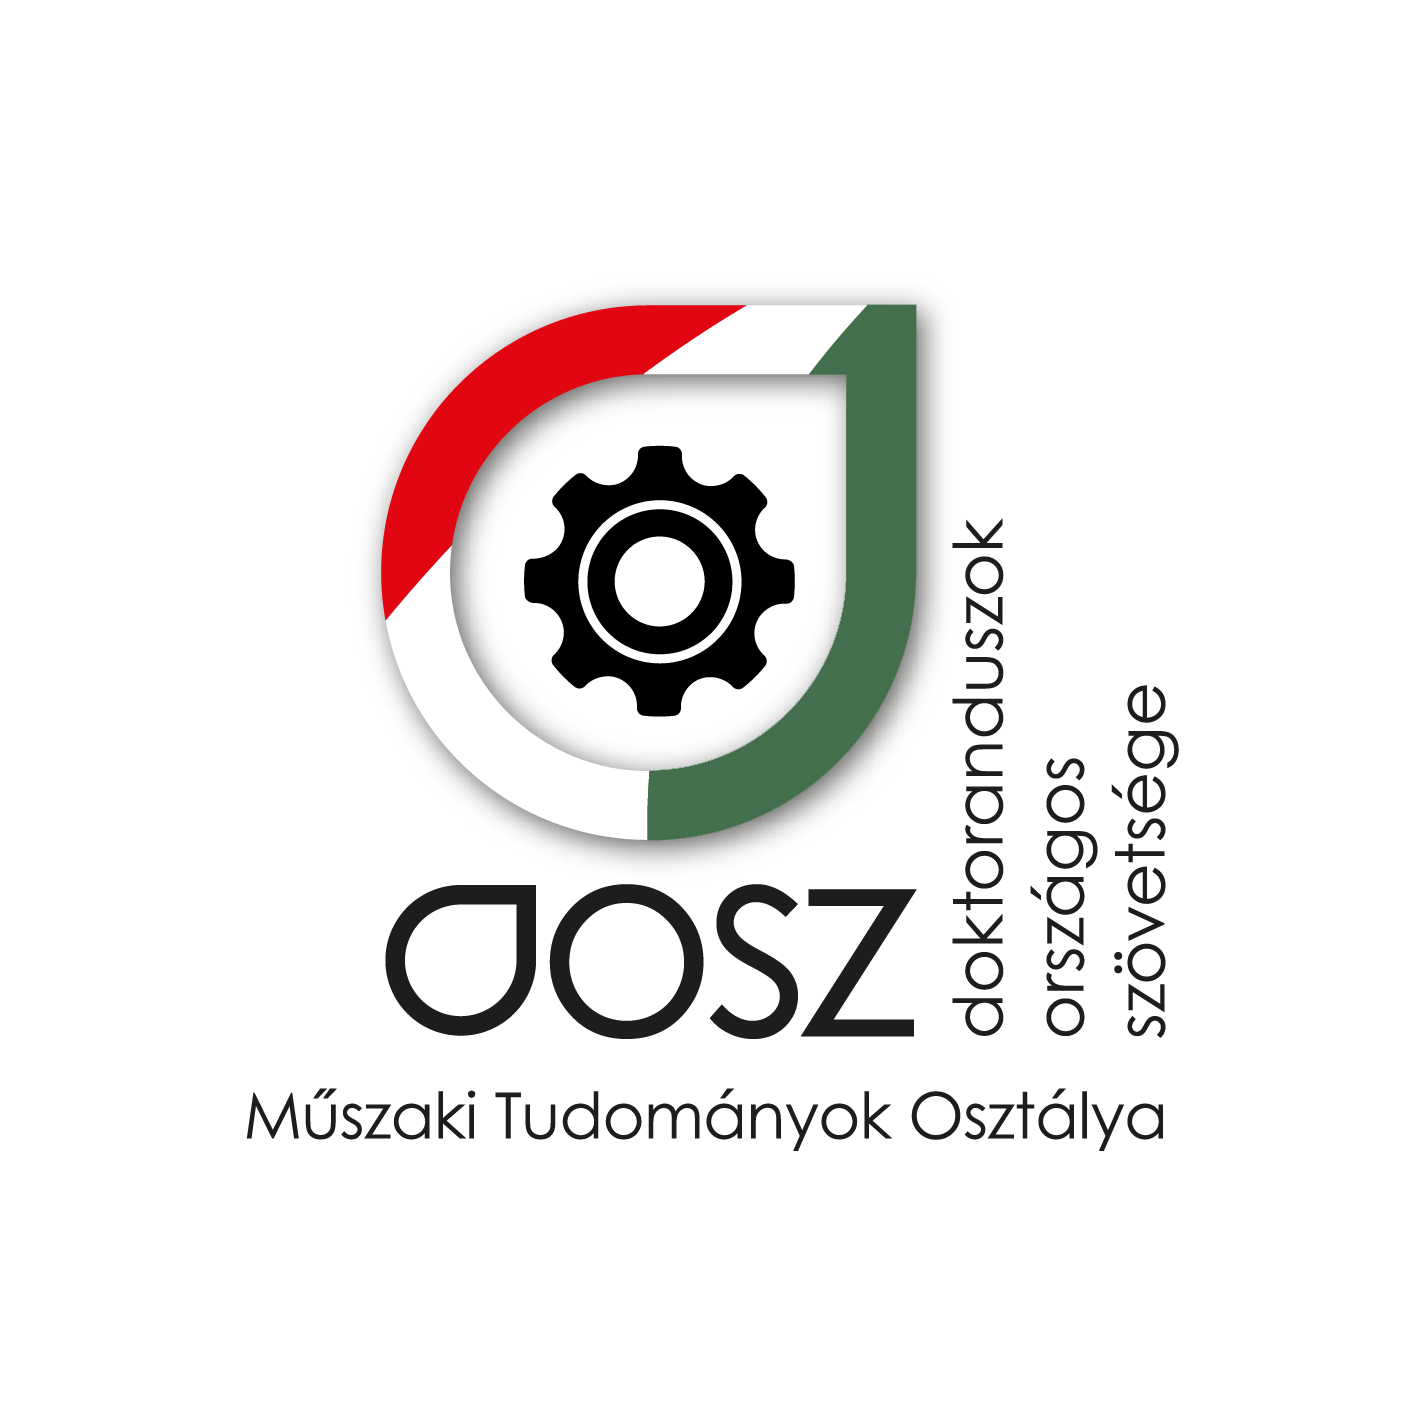 doktoranduszok
országos
szövetsége
DOSZ
Műszaki Tudományok Osztálya